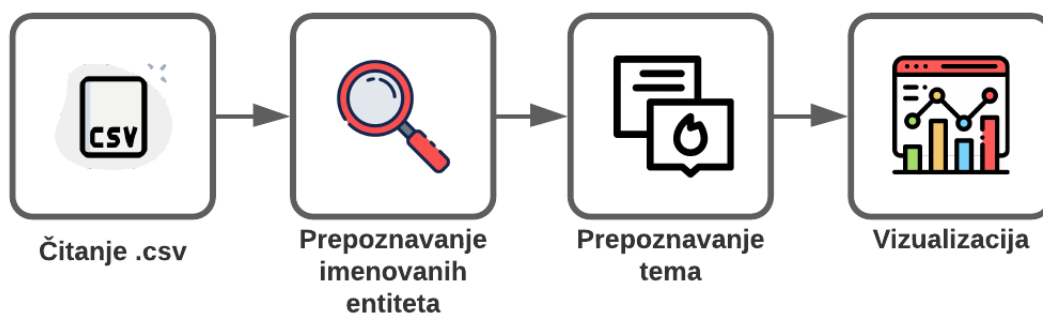 CSV
Čitanje .csv
Prepoznavanje
imenovanih
entiteta
Prepoznavanje
tema
Vizualizacija